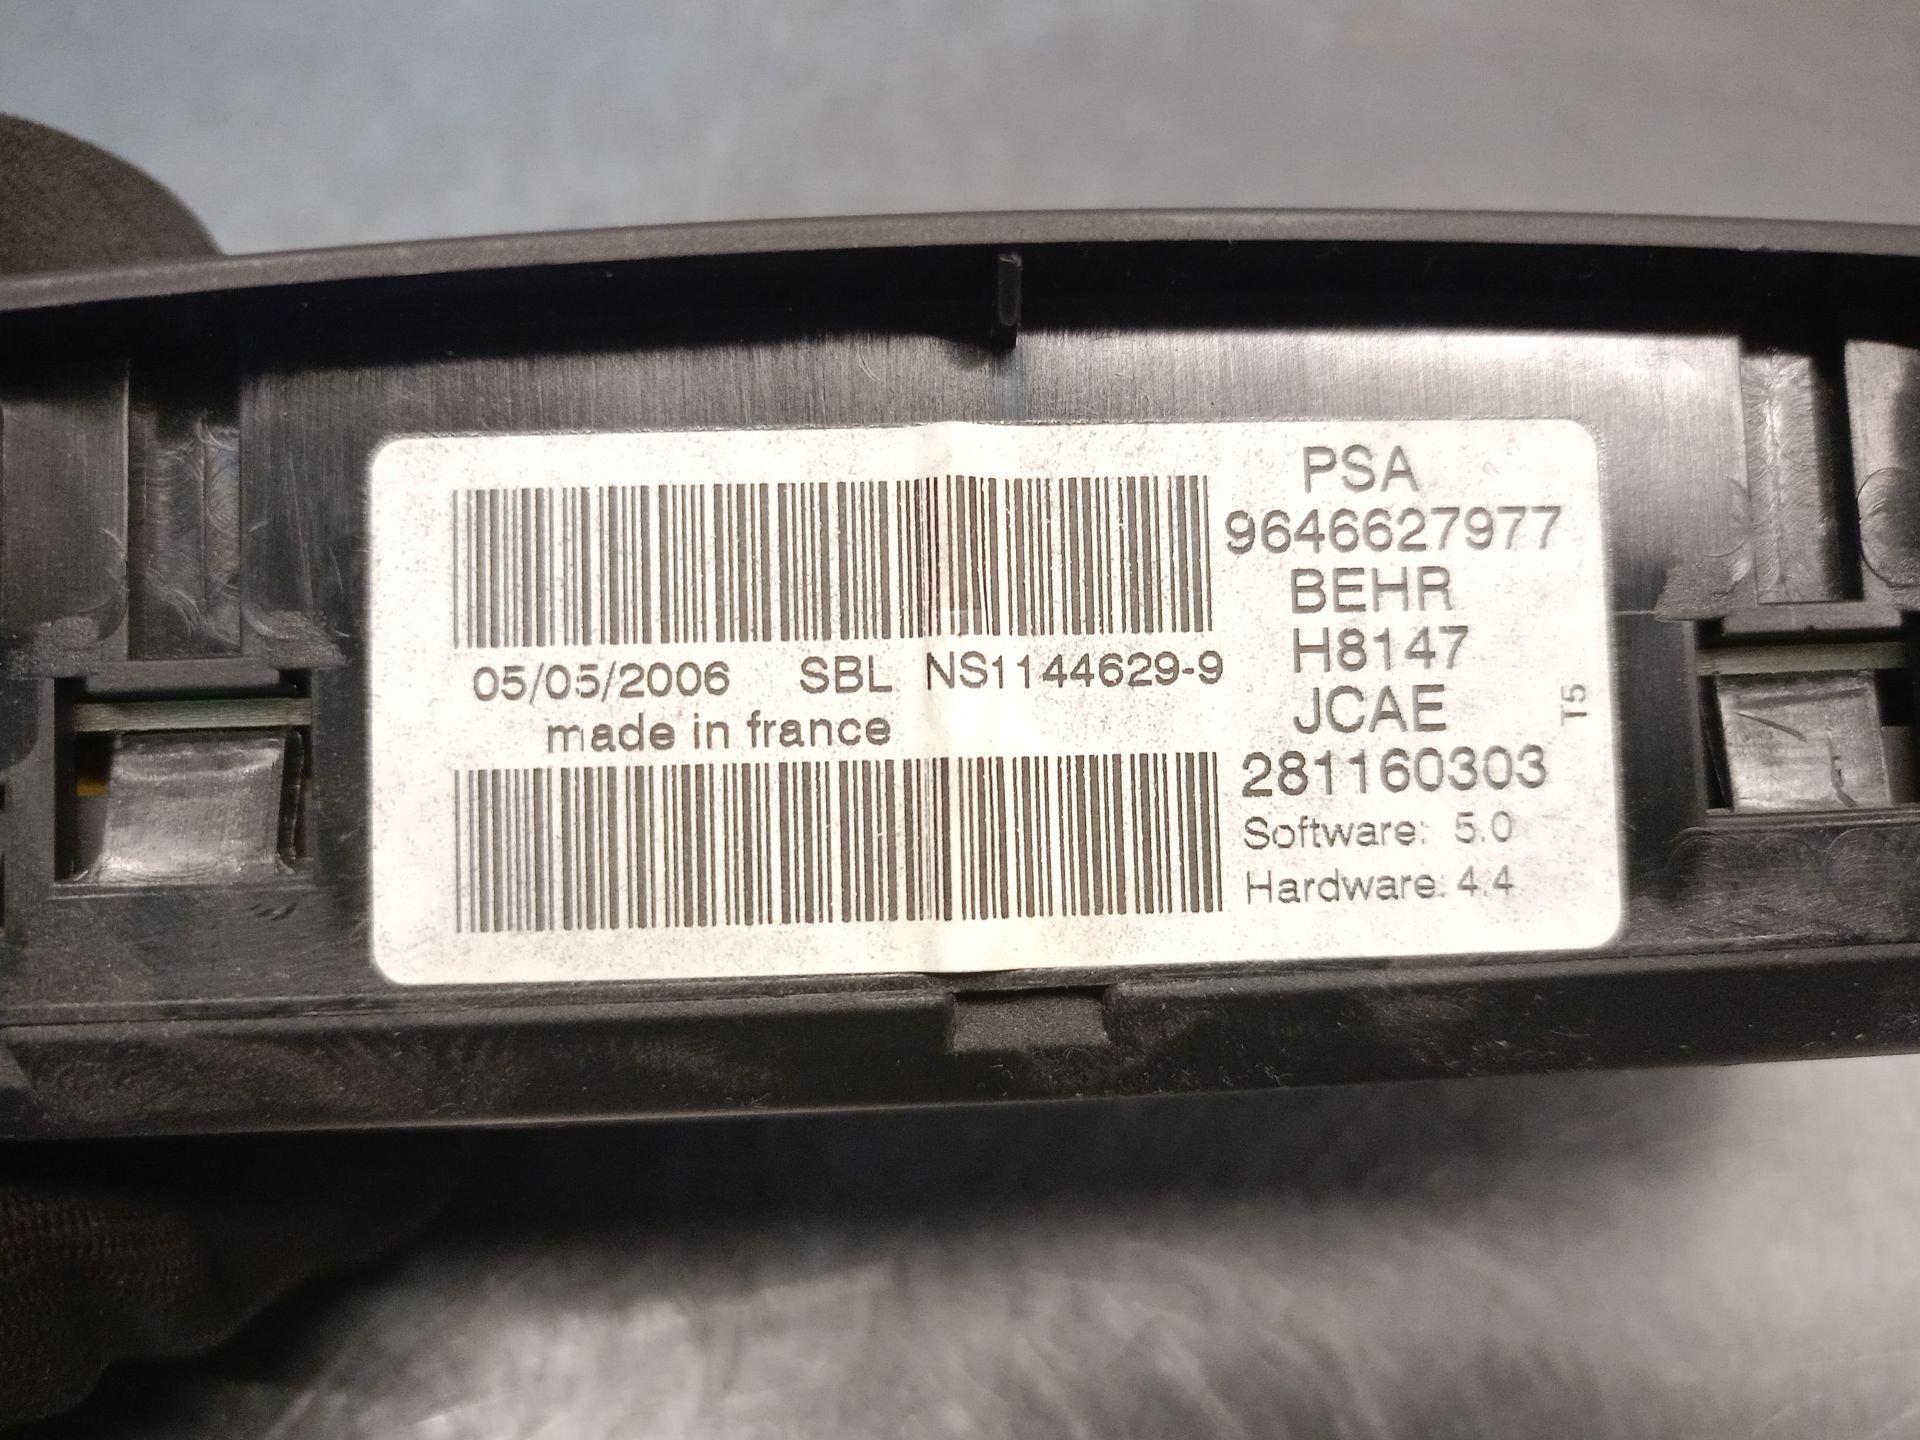 05/05/2006 SBL NS1144629-9
made in france
PSA
9646627977
BEHR
H8147
JCAE
281160303
Software: 5.0
Hardware: 4.4
T5